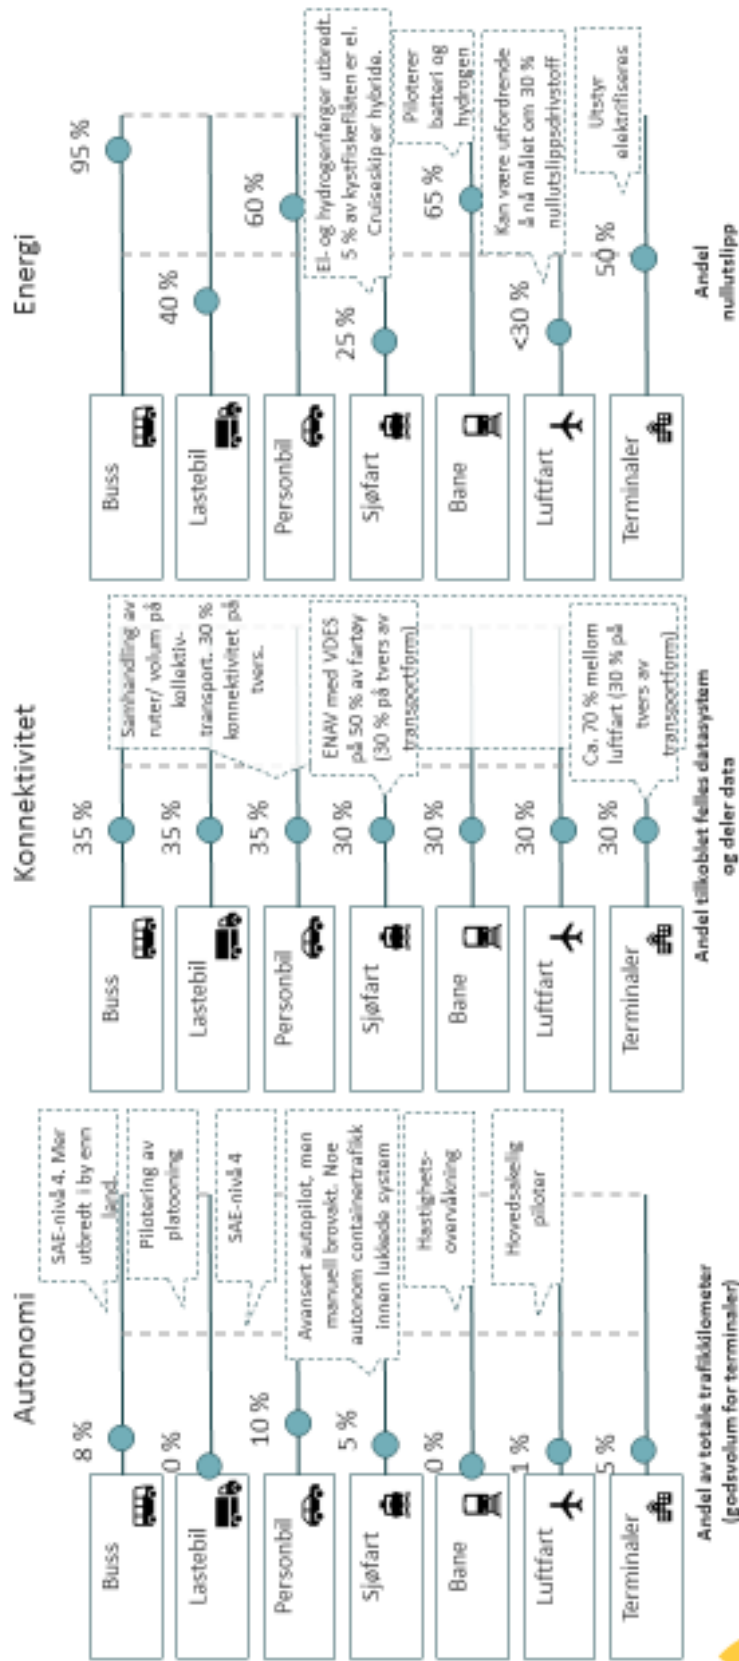 Autonomi
Buss
8 %
SAE-nivå 4. Mer
utbredt i by enn
land.
Lastebil
0 %
Pilotering av
platooning
Personbil
10 %
SAE-nivå 4
Sjøfart
5 %
Avansert autopilot, men
manuell brovakt. Noe
autonom containertrafikk
innen lukkede system
Bane
0 %
Hastighets-
overvåkning
Luftfart
1 %
Hovedsakelig
piloter
Terminaler
5 %
Andel av totale trafikkilometer
(godsvolum for terminaler)
Konnektivitet
Buss
35 %
Lastebil
35 %
Personbil
35 %
Samhandling av
ruter/ volum på
kollektiv-
transport. 30 %
konnektivitet på
tvers.
Sjøfart
30 %
ENAV med VDES
på 50 % av fartøy
(30 % på tvers av
transportform)
Bane
30 %
Luftfart
30 %
Terminaler
30 %
Ca. 70 % mellom
luftfart (30 % på
tvers av
transportform)
Andel tilkoblet felles datasystem
og deler data
Energi
Buss
95 %
Lastebil
40 %
Personbil
60 %
Sjøfart
25 %
El- og hydrogenferger utbredt.
5 % av kystfiskeflåten er el.
Cruiseskip er hybride.
Bane
65 %
Piloterer
batteri og
hydrogen
Luftfart
<30 %
Kan være utfordrende
å nå målet om 30 %
nullutslippsdrivstoff
Terminaler
50 %
Utstyr
elektrifiseres
Andel
nullutslipp